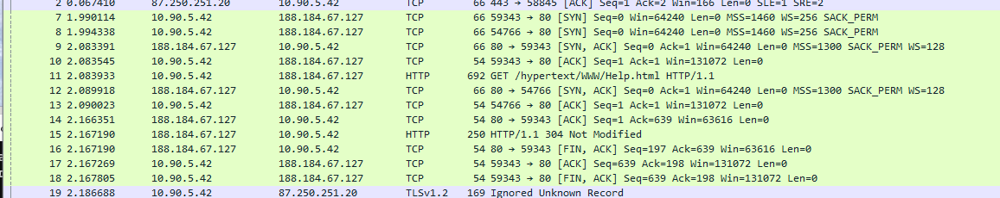 2 0.067410 87.250.251.20 10.90.5.42 TCP 66 443 → 58845 [ACK] Seq=1 Ack=2 Win=166 Len=0 SLE=1 SRE=2
7 1.990114 10.90.5.42 188.184.67.127 TCP 66 59343 → 80 [SYN] Seq=0 Win=64240 Len=0 MSS=1460 WS=256 SACK_PERM
8 1.994338 10.90.5.42 188.184.67.127 TCP 66 54766 → 80 [SYN] Seq=0 Win=64240 Len=0 MSS=1460 WS=256 SACK_PERM
9 2.083391 188.184.67.127 10.90.5.42 TCP 66 80 → 59343 [SYN, ACK] Seq=0 Ack=1 Win=64240 Len=0 MSS=1300 SACK_PERM WS=128
10 2.083545 10.90.5.42 188.184.67.127 TCP 54 59343 → 80 [ACK] Seq=1 Ack=1 Win=131072 Len=0
11 2.083933 10.90.5.42 188.184.67.127 HTTP 692 GET /hypertext/WWW/Help.html HTTP/1.1
12 2.089918 188.184.67.127 10.90.5.42 TCP 66 80 → 54766 [SYN, ACK] Seq=0 Ack=1 Win=64240 Len=0 MSS=1300 SACK_PERM WS=128
13 2.090023 10.90.5.42 188.184.67.127 TCP 54 54766 → 80 [ACK] Seq=1 Ack=1 Win=131072 Len=0
14 2.166351 188.184.67.127 10.90.5.42 TCP 54 80 → 59343 [ACK] Seq=1 Ack=639 Win=63616 Len=0
15 2.167190 188.184.67.127 10.90.5.42 HTTP 250 HTTP/1.1 304 Not Modified
16 2.167190 188.184.67.127 10.90.5.42 TCP 54 80 → 59343 [FIN, ACK] Seq=197 Ack=639 Win=63616 Len=0
17 2.167269 10.90.5.42 188.184.67.127 TCP 54 59343 → 80 [ACK] Seq=639 Ack=198 Win=131072 Len=0
18 2.167805 10.90.5.42 188.184.67.127 TCP 54 59343 → 80 [FIN, ACK] Seq=639 Ack=198 Win=131072 Len=0
19 2.186688 10.90.5.42 87.250.251.20 TLSv1.2 169 Ignored Unknown Record